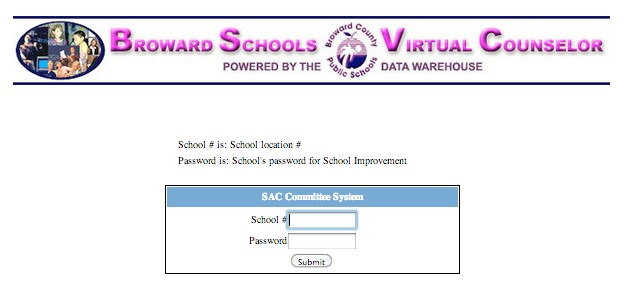 BROWARD SCHOOLS Broward County Public Schools VIRTUAL COUNSELOR
POWERED BY THE DATA WAREHOUSE
School # is: School location #
Password is: School's password for School Improvement
SAC Committee System
School #
Password
Submit